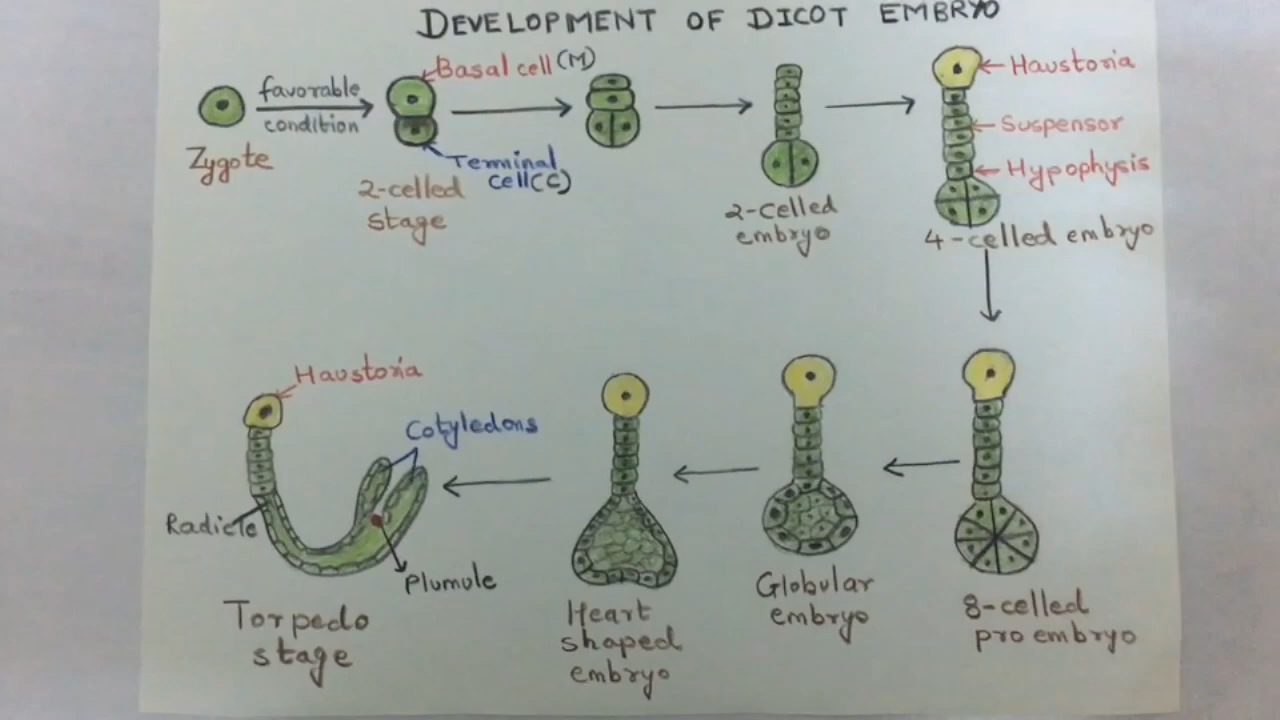 DEVELOPMENT OF DICOT EMBRYO
Zygote
favorable
condition
Basal cell (M)
Terminal
cell(C)
2-celled
stage
2-celled
embryo
Haustoria
Suspensor
Hypophysis
4-celled embryo
Haustoria
Cotyledons
Radicle
Plumule
Torpedo
stage
Heart
shaped
embryo
Globular
embryo
8-celled
pro embryo